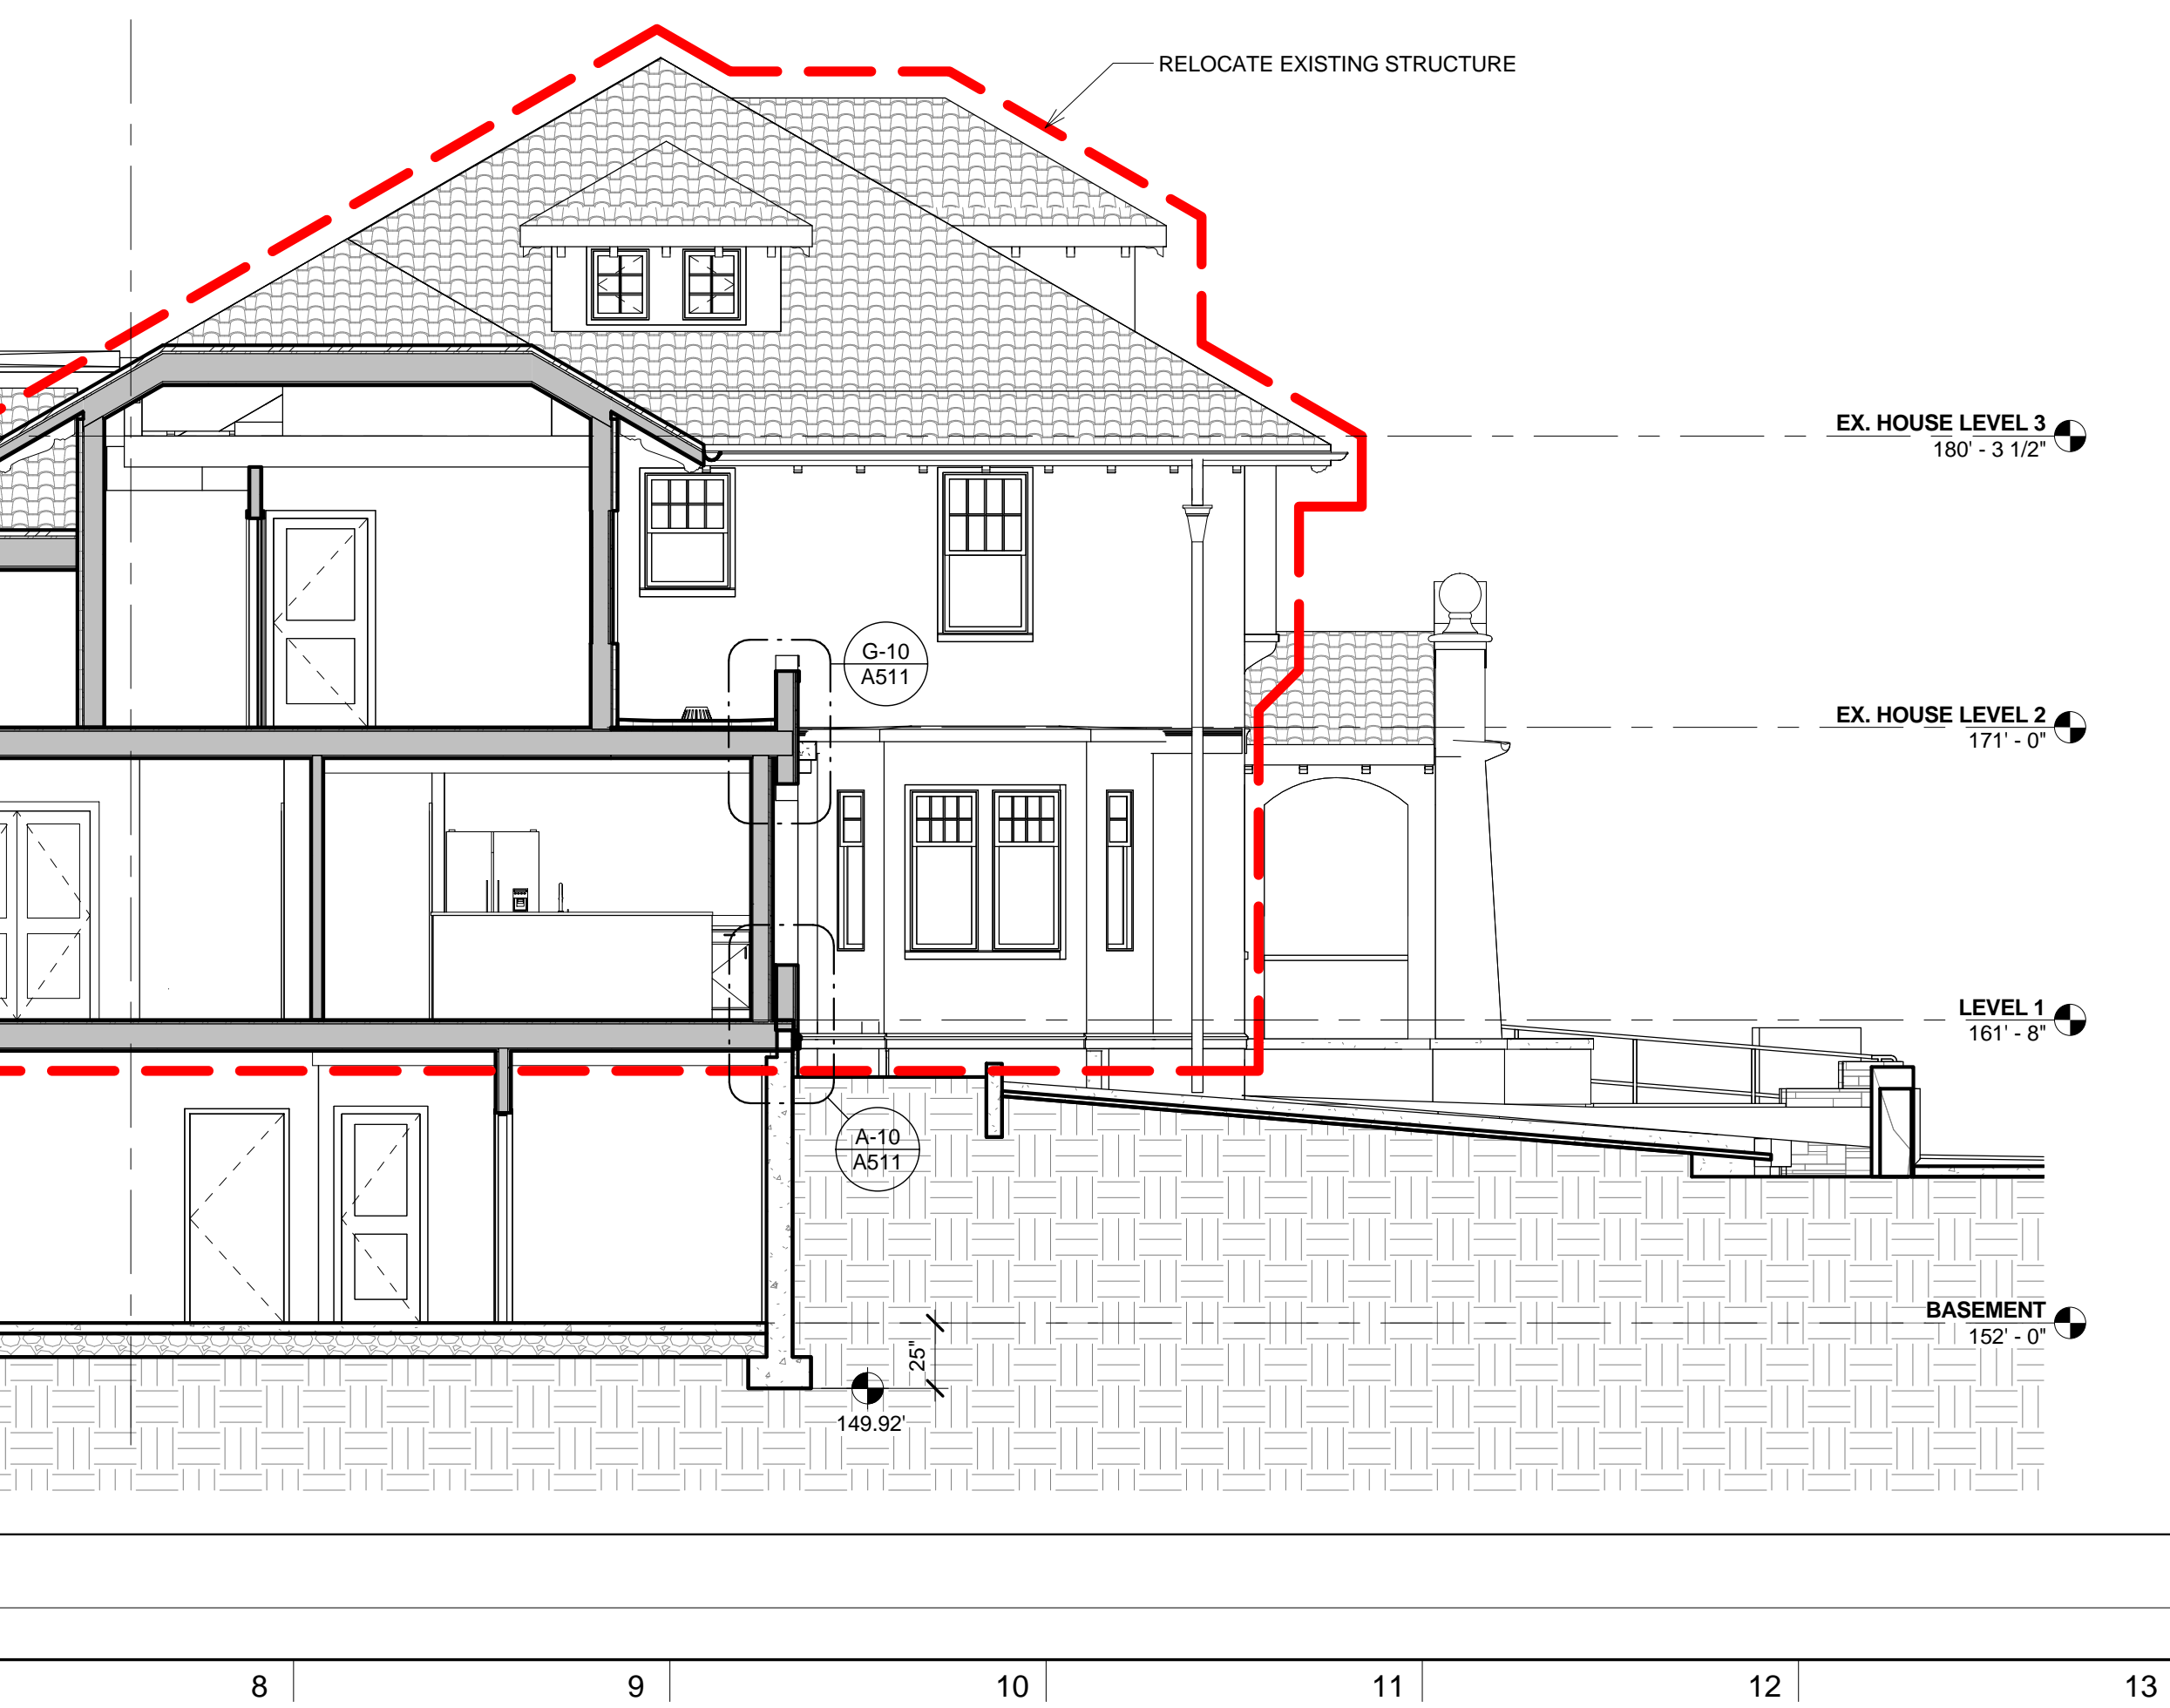 RELOCATE EXISTING STRUCTURE
EX. HOUSE LEVEL 3
180' - 3 1/2"
G-10
A511
EX. HOUSE LEVEL 2
171' - 0"
LEVEL 1
161' - 8"
A-10
A511
BASEMENT
152' - 0"
25"
149.92'
8
9
10
11
12
13